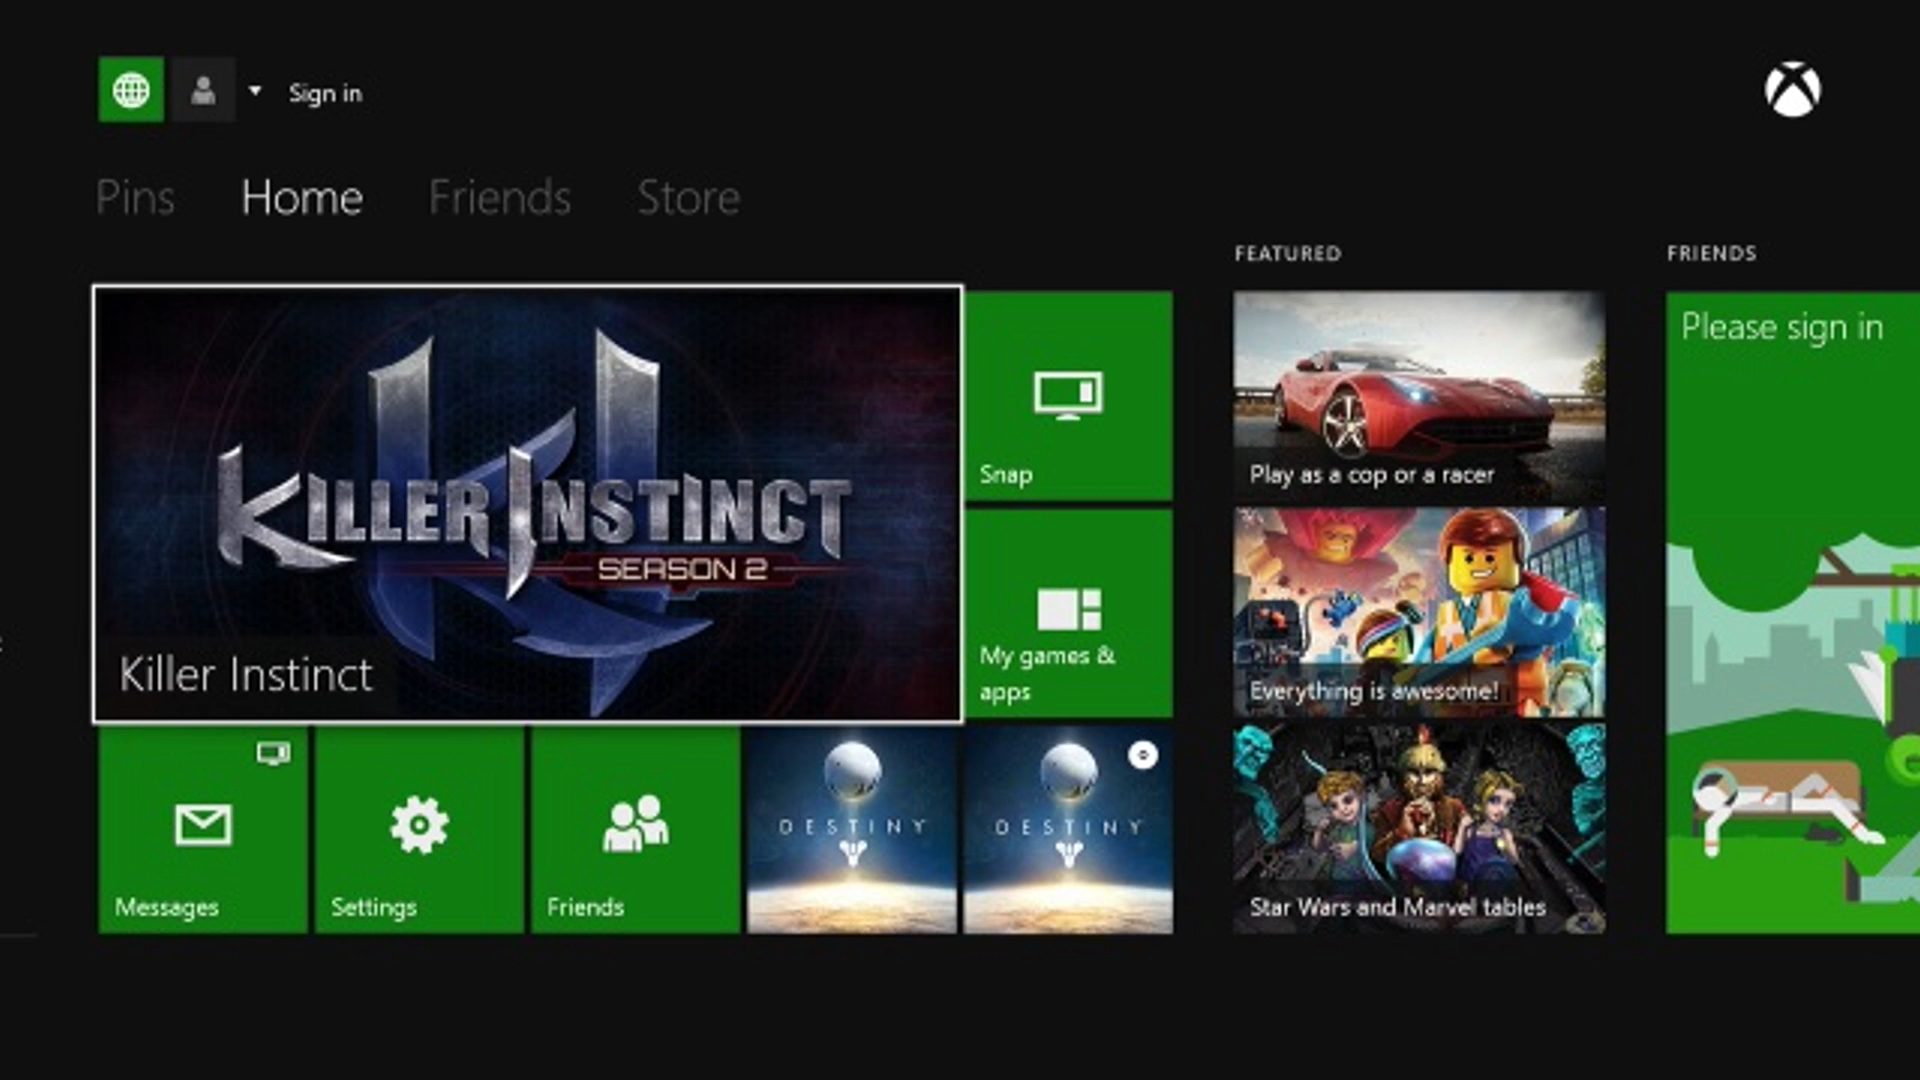 Sign in
Pins Home Friends Store
FEATURED
FRIENDS
KILLER INSTINCT
SEASON 2
Killer Instinct
Snap
My games &
apps
Messages
Settings
Friends
DESTINY
DESTINY
Play as a cop or a racer
Everything is awesome!
Star Wars and Marvel tables
Please sign in